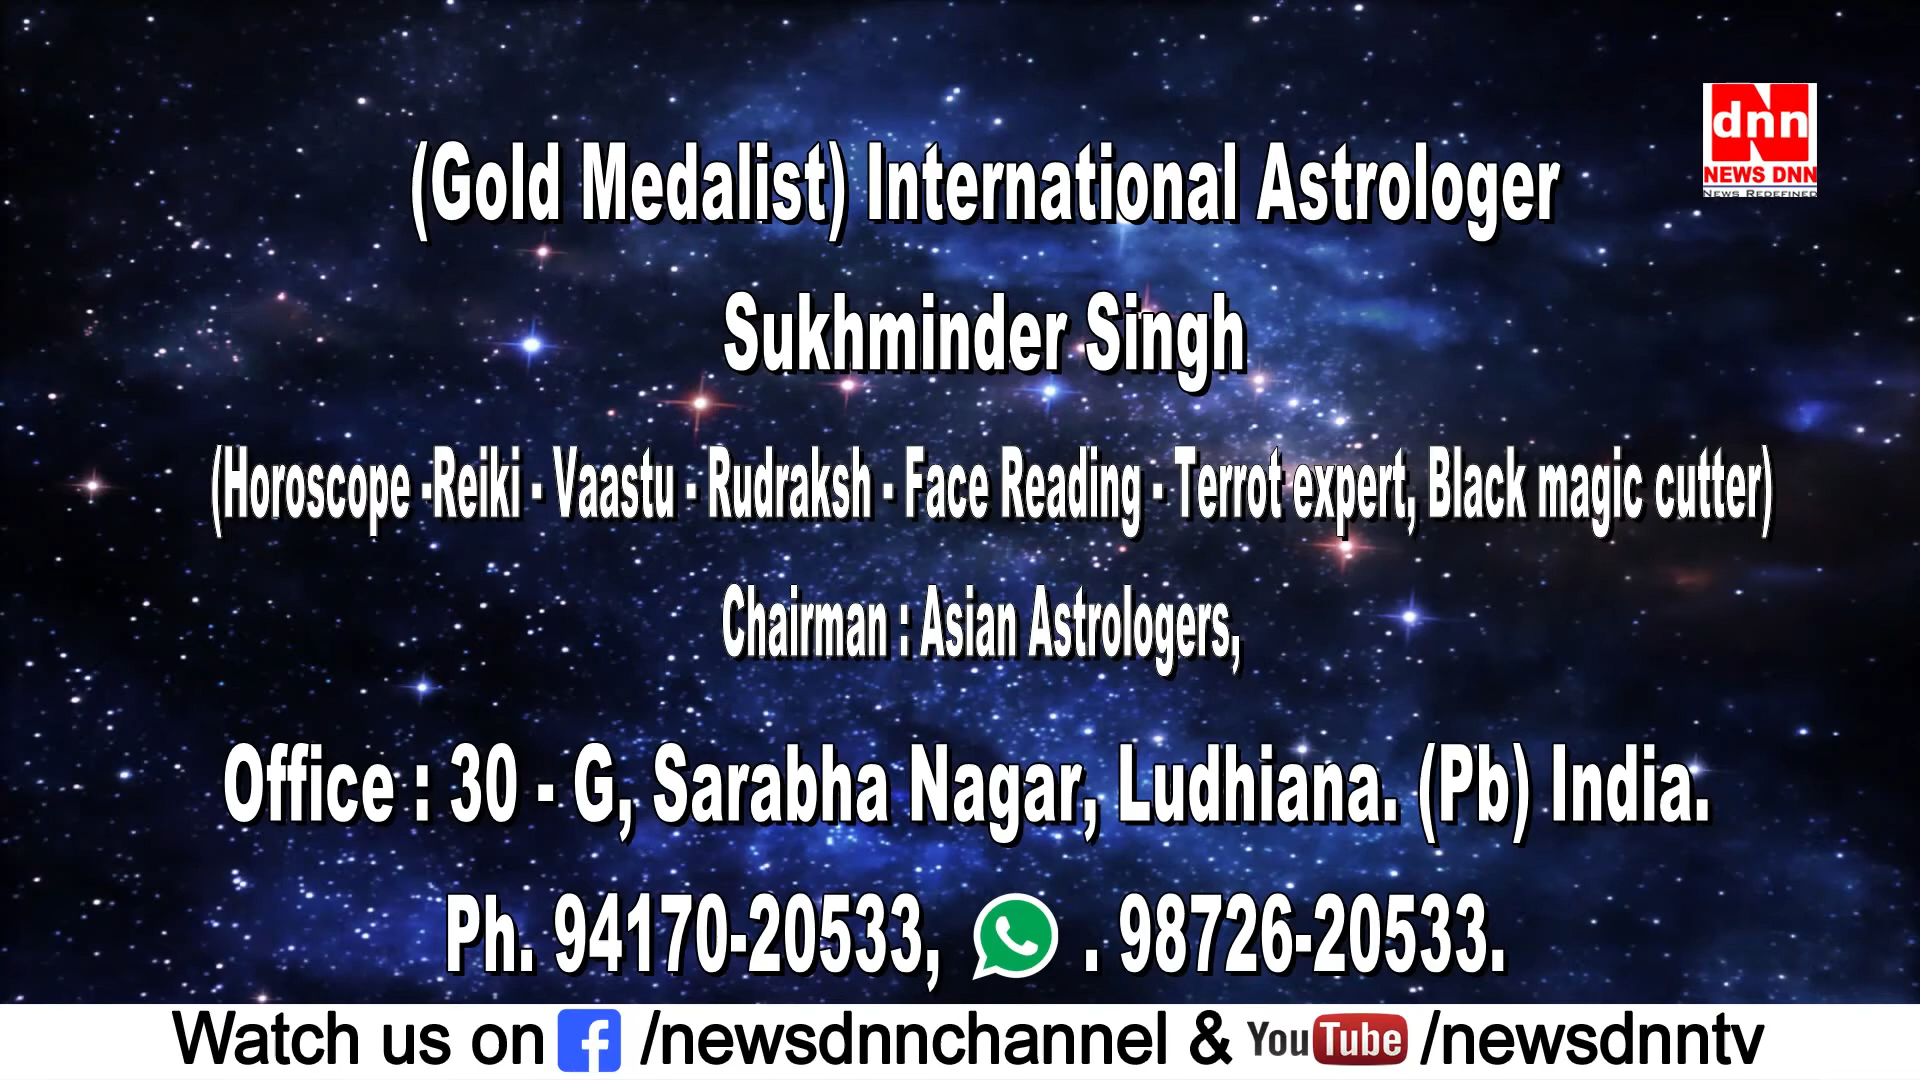 dnn
NEWS DNN
NEWS REDEFINED
(Gold Medalist) International Astrologer
Sukhminder Singh
(Horoscope -Reiki - Vaastu - Rudraksh - Face Reading - Terrot expert, Black magic cutter)
Chairman : Asian Astrologers,
Office : 30 - G, Sarabha Nagar, Ludhiana. (Pb) India.
Ph. 94170-20533, . 98726-20533.
Watch us on f /newsdnnchannel & YouTube /newsdnntv